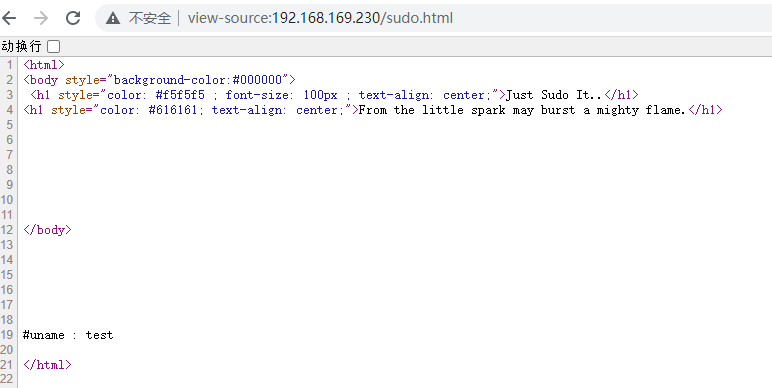 不安全 | view-source:192.168.169.230/sudo.html
动换行
1 <html>
2 <body style="background-color:#000000">
3 <h1 style="color: #f5f5f5 ; font-size: 100px ; text-align: center;">Just Sudo It..</h1>
4 <h1 style="color: #616161; text-align: center;">From the little spark may burst a mighty flame.</h1>
5
6
7
8
9
10
11
12 </body>
13
14
15
16
17
18
19 #uname : test
20
21 </html>
22